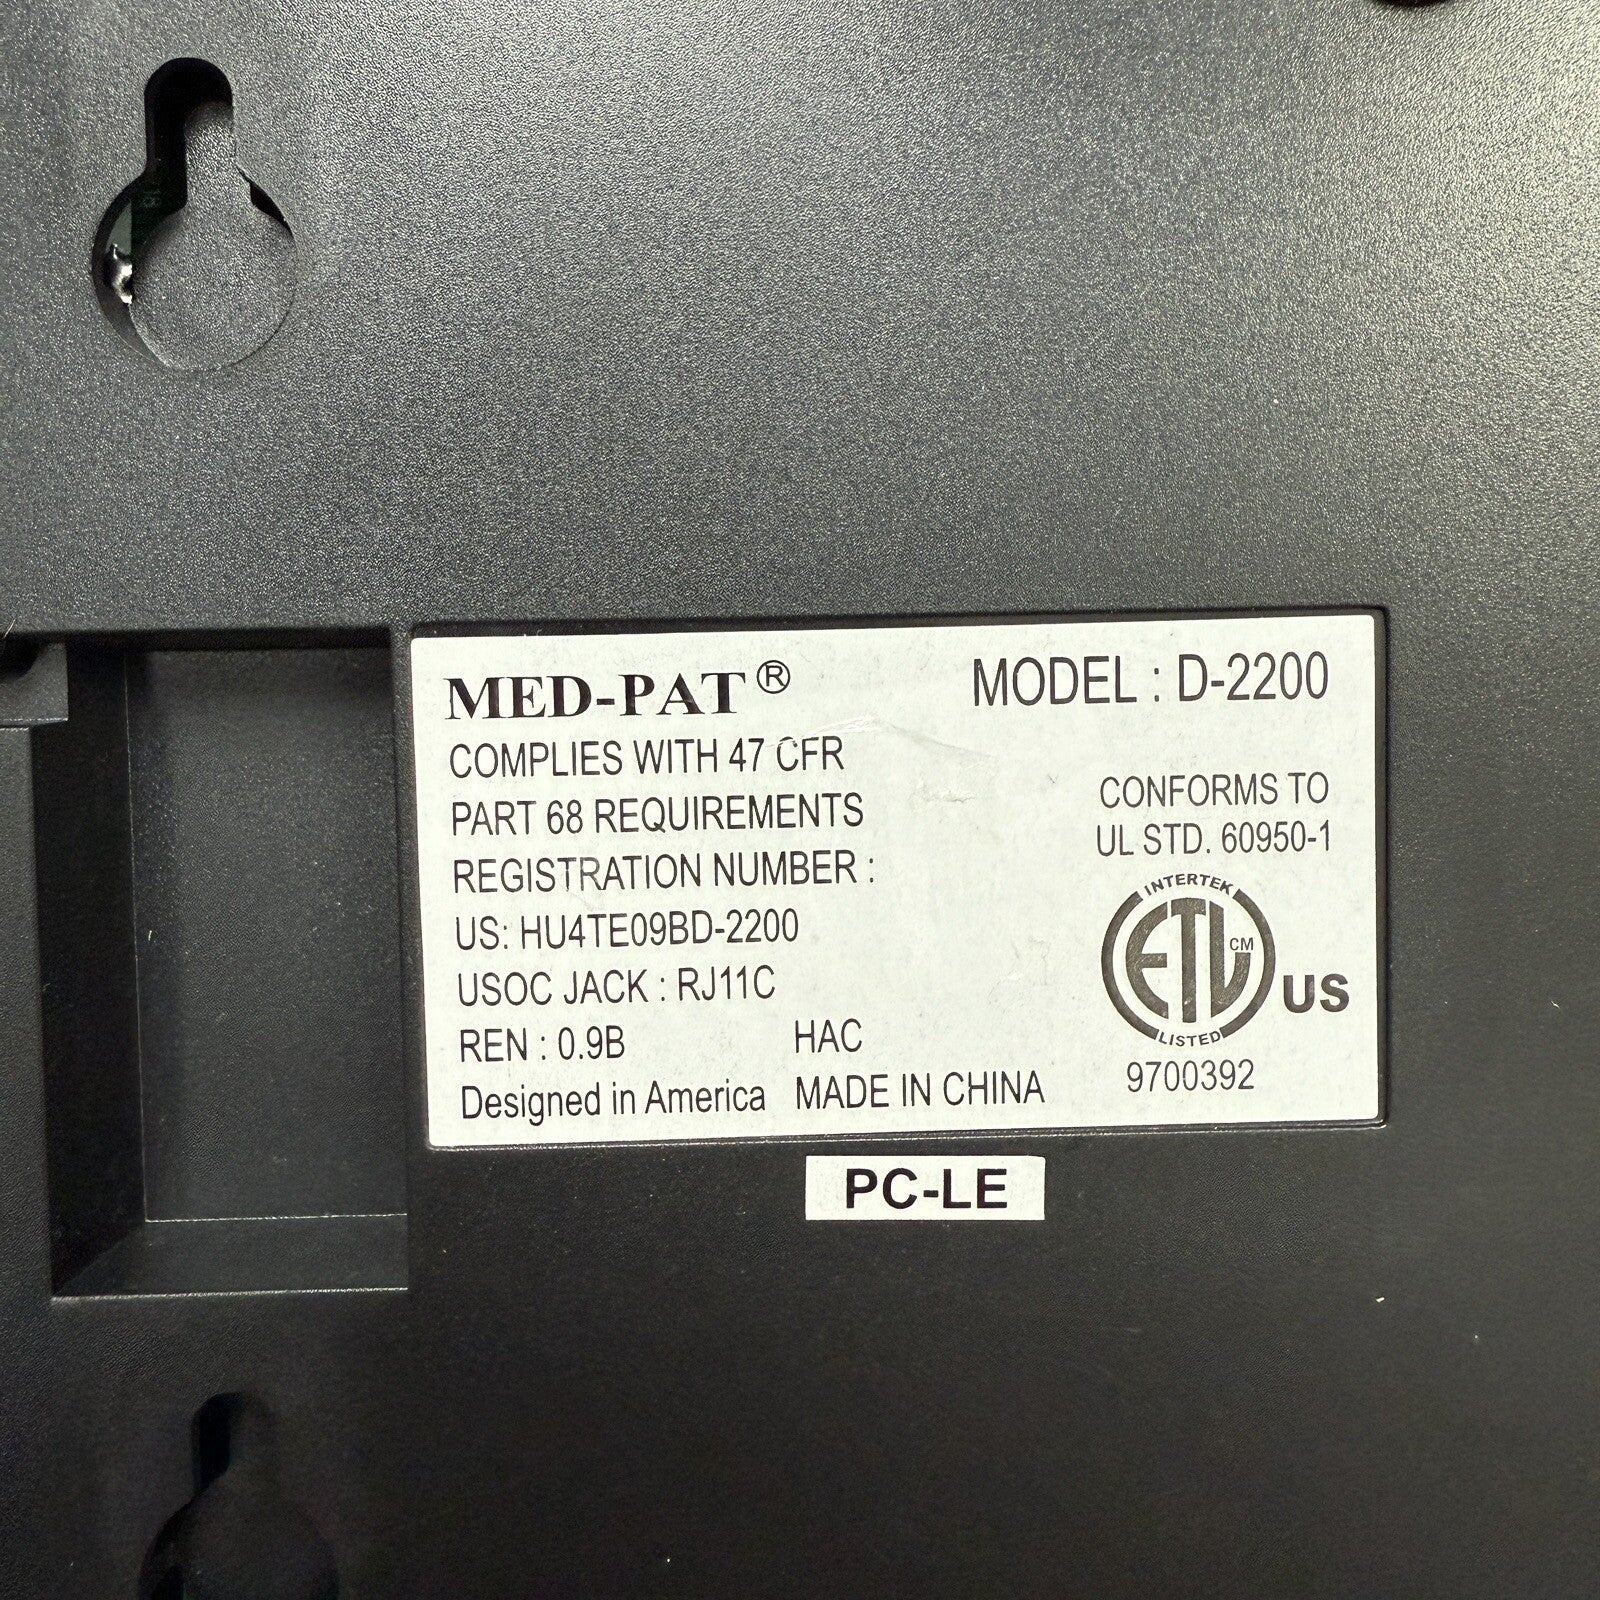 MED-PAT® MODEL : D-2200
COMPLIES WITH 47 CFR
PART 68 REQUIREMENTS
REGISTRATION NUMBER :
US: HU4TE09BD-2200
USOC JACK : RJ11C
REN : 0.9B HAC
Designed in America MADE IN CHINA
CONFORMS TO
UL STD. 60950-1
INTERTEK
ETL CM
US
LISTED
9700392
PC-LE